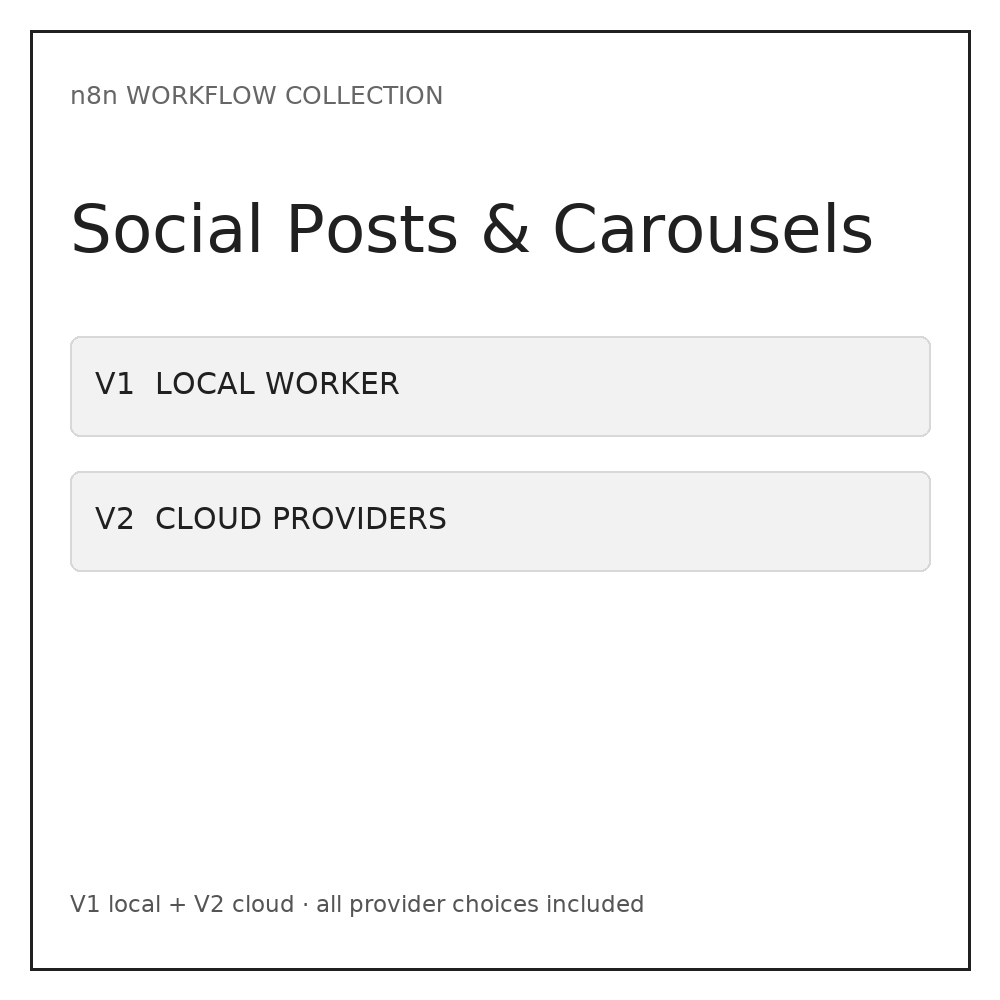 n8n WORKFLOW COLLECTION
Social Posts & Carousels
V1 LOCAL WORKER
V2 CLOUD PROVIDERS
V1 local + V2 cloud · all provider choices included